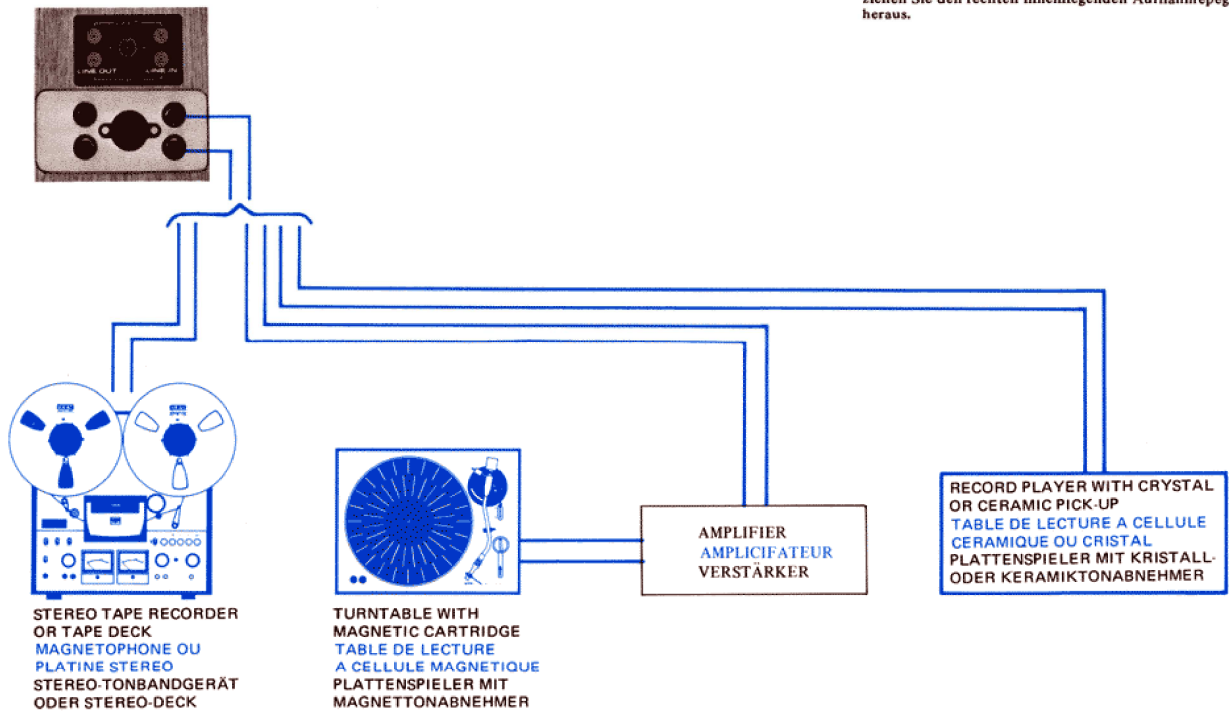 heraus.
LINE OUT LINE IN
STEREO TAPE RECORDER
OR TAPE DECK
MAGNETOPHONE OU
PLATINE STEREO
STEREO-TONBANDGERÄT
ODER STEREO-DECK
TURNTABLE WITH
MAGNETIC CARTRIDGE
TABLE DE LECTURE
A CELLULE MAGNETIQUE
PLATTENSPIELER MIT
MAGNETTONABNEHMER
AMPLIFIER
AMPLICIFATEUR
VERSTÄRKER
RECORD PLAYER WITH CRYSTAL
OR CERAMIC PICK-UP
TABLE DE LECTURE A CELLULE
CERAMIQUE OU CRISTAL
PLATTENSPIELER MIT KRISTALL-
ODER KERAMIKTONABNEHMER